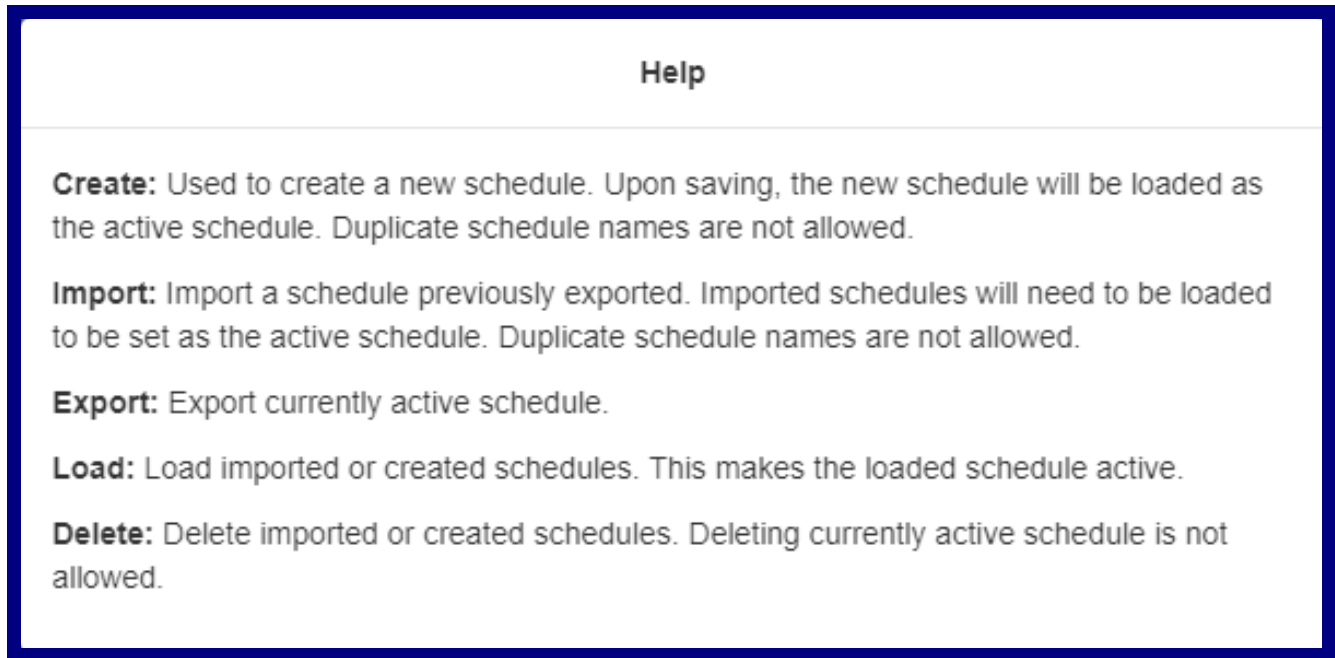 Help
Create: Used to create a new schedule. Upon saving, the new schedule will be loaded as
the active schedule. Duplicate schedule names are not allowed.
Import: Import a schedule previously exported. Imported schedules will need to be loaded
to be set as the active schedule. Duplicate schedule names are not allowed.
Export: Export currently active schedule.
Load: Load imported or created schedules. This makes the loaded schedule active.
Delete: Delete imported or created schedules. Deleting currently active schedule is not
allowed.